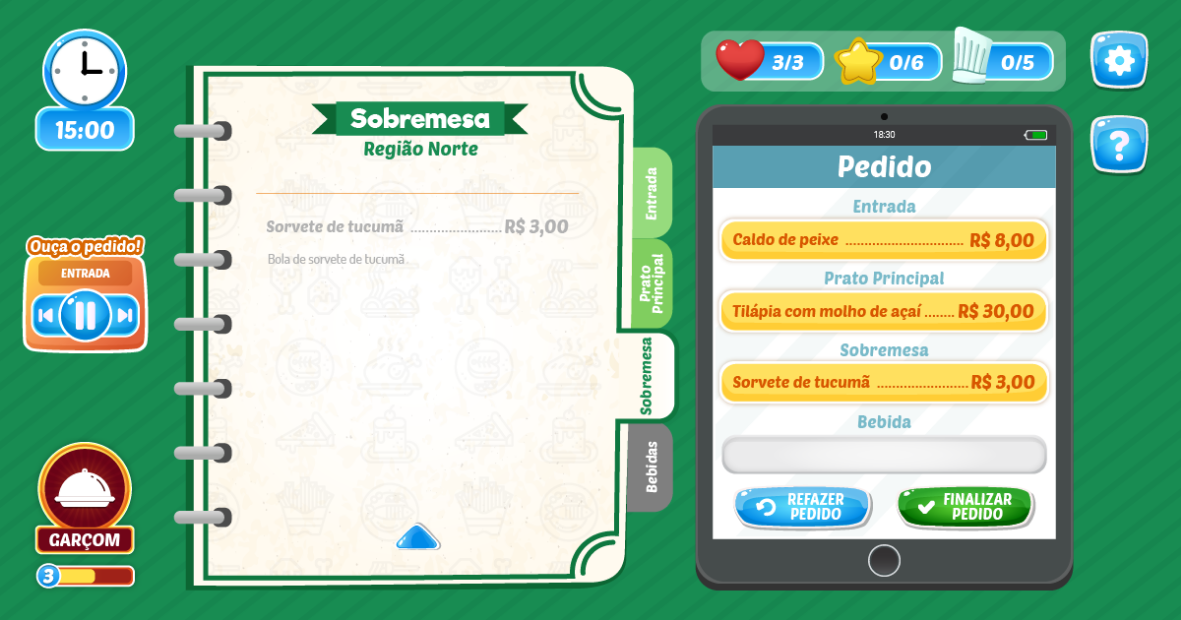 15:00
Ouça o pedido!
ENTRADA
GARÇOM
3
Sobremesa
Região Norte
Sorvete de tucumã ........................ R$ 3,00
Bola de sorvete de tucumã
Entrada
Prato
Principal
Sobremesa
Bebidas
3/3
0/6
0/5
18:30
Pedido
Entrada
Caldo de peixe ............................... R$ 8,00
Prato Principal
Tilápia com molho de açaí ........ R$ 30,00
Sobremesa
Sorvete de tucumã ........................ R$ 3,00
Bebida
REFAZER
PEDIDO
FINALIZAR
PEDIDO
?